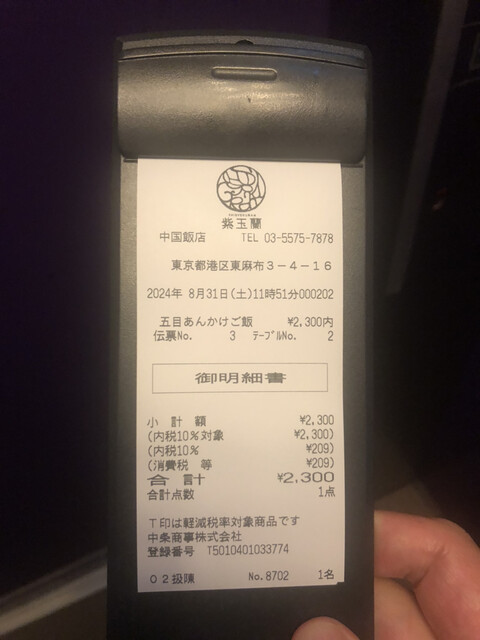 紫玉蘭
中国飯店 TEL 03-5575-7878
東京都港区東麻布3-4-16
2024年 8月31日(土)11時51分000202
五目あんかけご飯 ¥2,300内
伝票No. 3 テーブルNo. 2
御明細書
小 計 額 ¥2,300
(内税10%対象 ¥2,300)
(内税10% ¥209)
(消費税 等 ¥209)
合 計 ¥2,300
合計点数 1点
T印は軽減税率対象商品です
中条商事株式会社
登録番号 T5010401033774
02扱陳 No.8702 1名